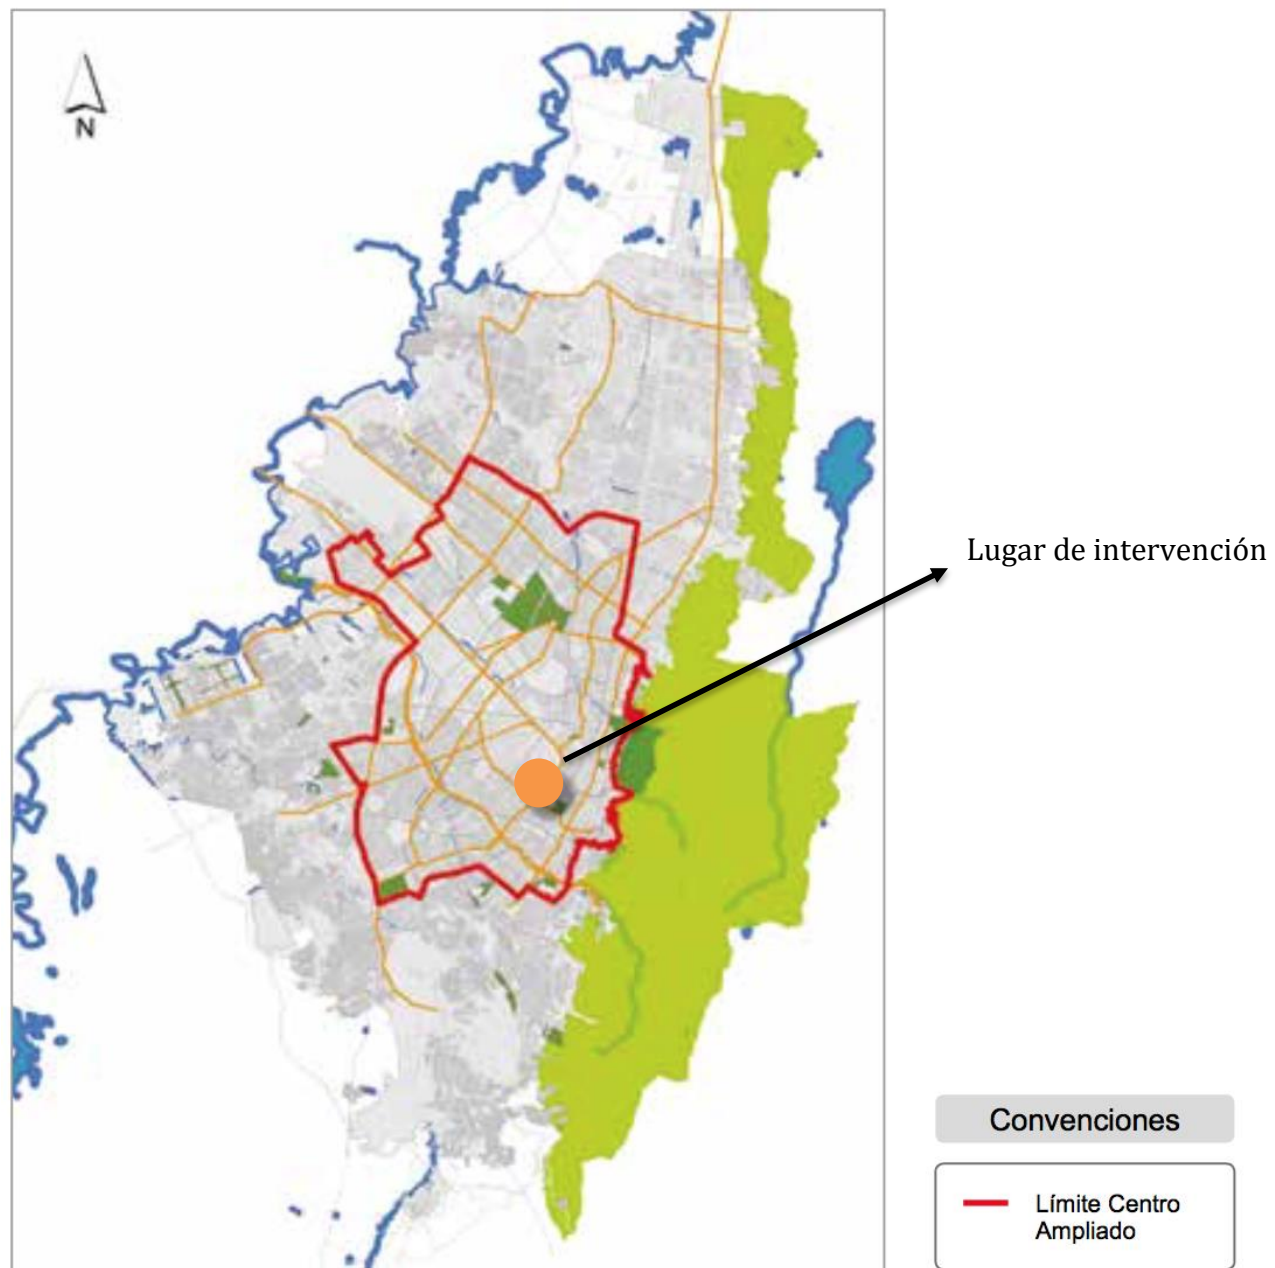 N
Lugar de intervención
Convenciones
Límite Centro
Ampliado